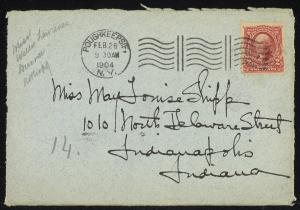 POUGHKEEPSIE
FEB 28
9 30 AM
1904
N.Y.
Miss May Louise Shipp
1010 North Delaware Street
Indianapolis
Indiana
14.